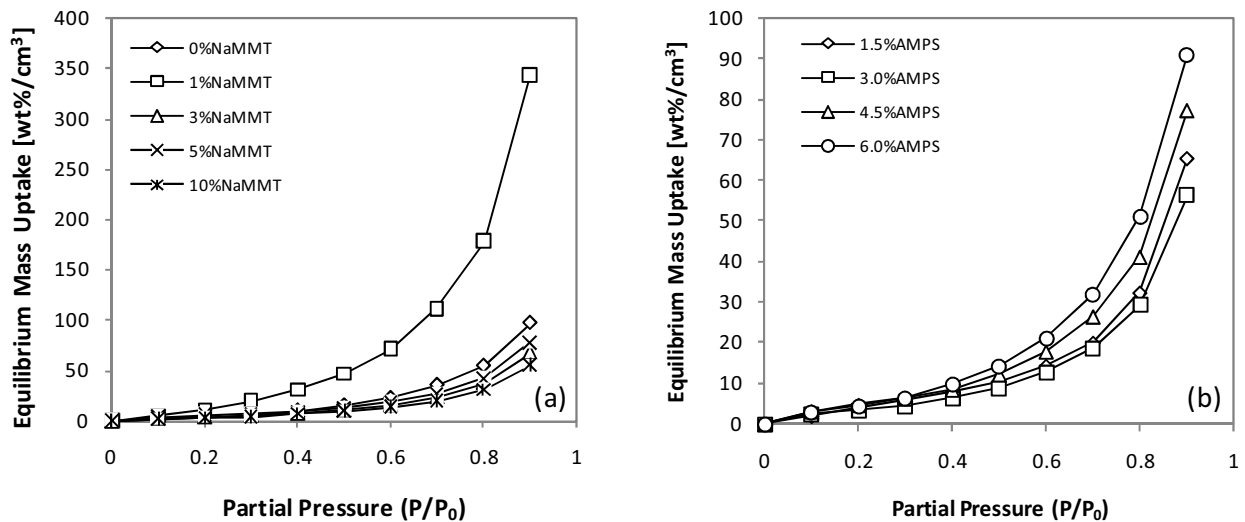 Equilibrium Mass Uptake [wt%/cm³]
400
350
300
250
200
150
100
50
0
0%NaMMT
1%NaMMT
3%NaMMT
5%NaMMT
10%NaMMT
(a)
0 0.2 0.4 0.6 0.8 1
Partial Pressure (P/P₀)
Equilibrium Mass Uptake [wt%/cm³]
100
90
80
70
60
50
40
30
20
10
0
1.5%AMPS
3.0%AMPS
4.5%AMPS
6.0%AMPS
(b)
0 0.2 0.4 0.6 0.8 1
Partial Pressure (P/P₀)